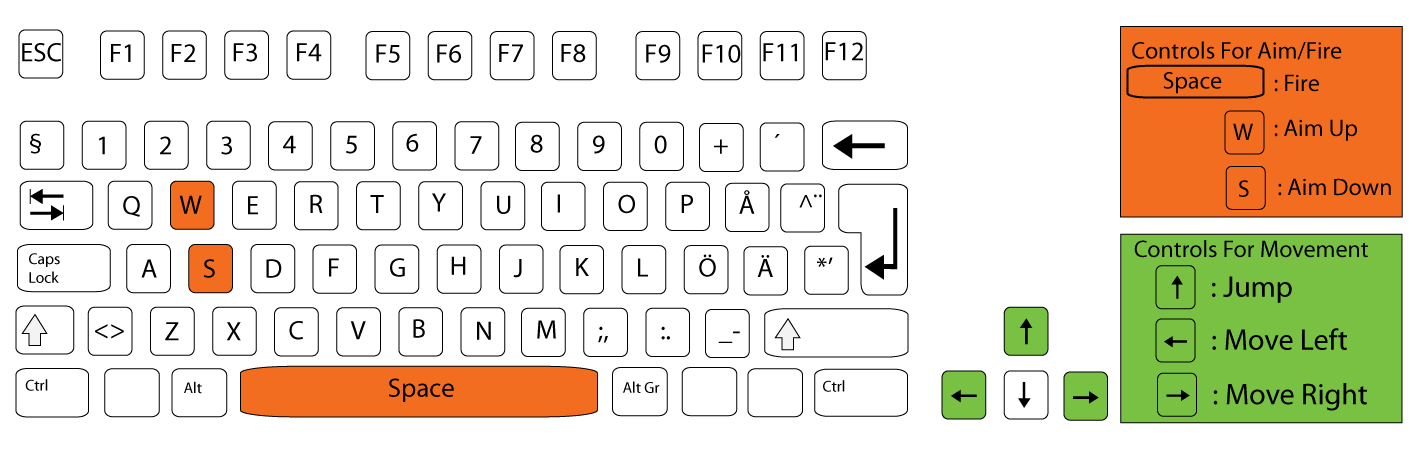 ESC F1 F2 F3 F4 F5 F6 F7 F8 F9 F10 F11 F12
§ 1 2 3 4 5 6 7 8 9 0 + ´
Q W E R T Y U I O P Å ^¨
Caps
Lock
A S D F G H J K L Ö Ä *'
<> Z X C V B N M ;, :. _-
Ctrl Alt Space Alt Gr Ctrl
Controls For Aim/Fire
Space : Fire
W : Aim Up
S : Aim Down
Controls For Movement
↑ : Jump
← : Move Left
→ : Move Right